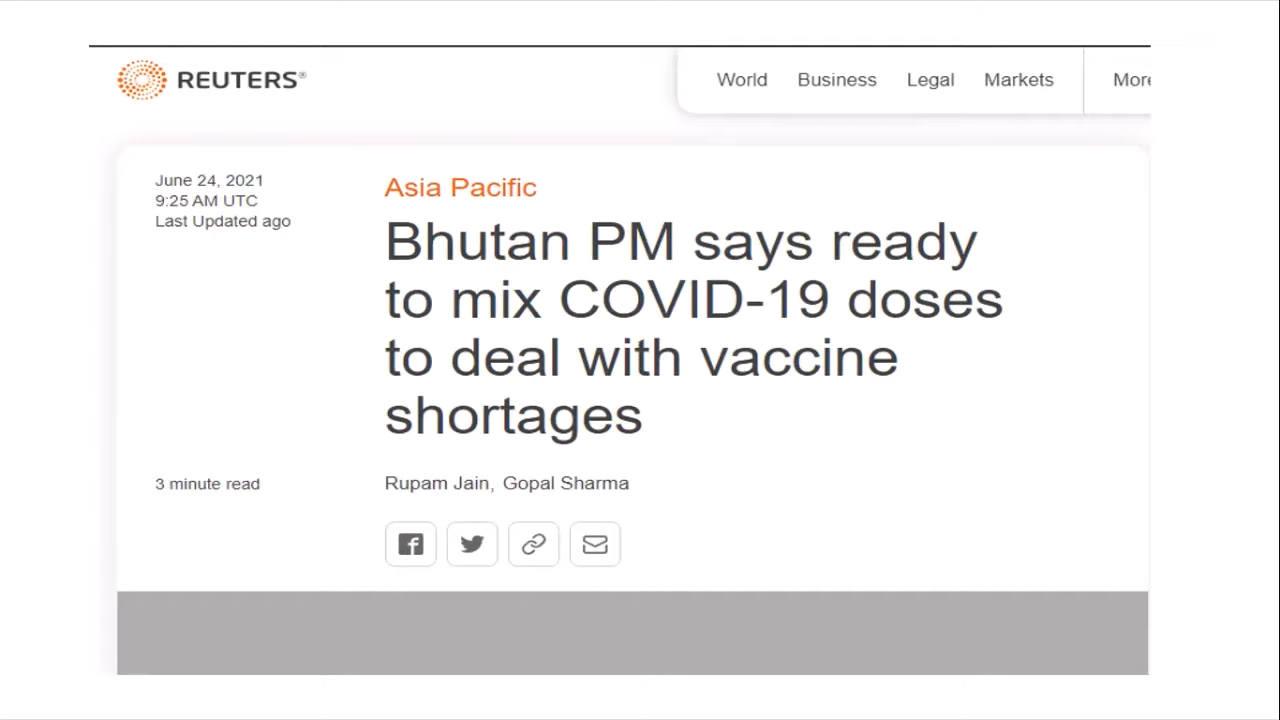 REUTERS®
World Business Legal Markets More
June 24, 2021
9:25 AM UTC
Last Updated ago
Asia Pacific
Bhutan PM says ready
to mix COVID-19 doses
to deal with vaccine
shortages
3 minute read
Rupam Jain, Gopal Sharma